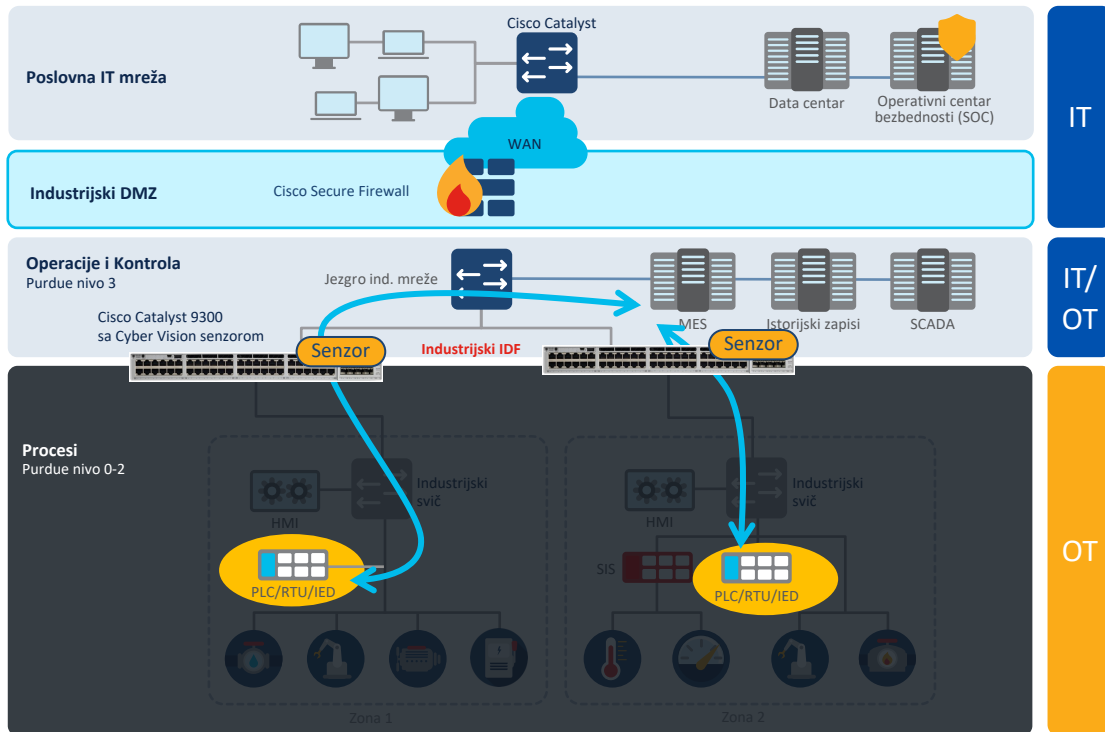 Cisco Catalyst
Poslovna IT mreža
Data centar
Operativni centar
bezbednosti (SOC)
IT
WAN
Industrijski DMZ
Cisco Secure Firewall
Operacije i Kontrola
Purdue nivo 3
Jezgro ind. mreže
IT/
OT
Cisco Catalyst 9300
sa Cyber Vision senzorom
MES
Istorijski zapisi
SCADA
Senzor
Industrijski IDF
Senzor
Procesi
Purdue nivo 0-2
Industrijski
svič
HMI
PLC/RTU/IED
Zona 1
Industrijski
svič
HMI
SIS
PLC/RTU/IED
Zona 2
OT